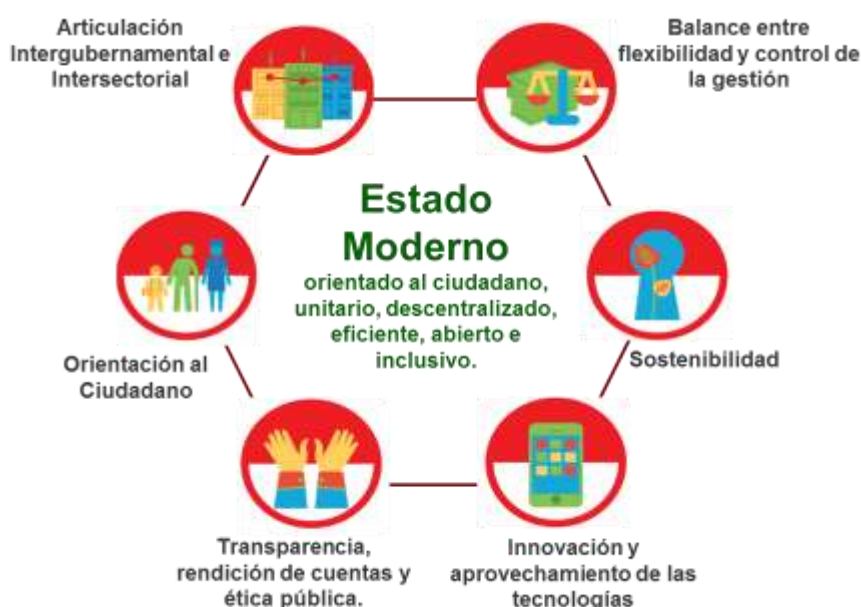 Articulación
Intergubernamental e
Intersectorial
Balance entre
flexibilidad y control de
la gestión
Estado
Moderno
orientado al ciudadano,
unitario, descentralizado,
eficiente, abierto e
inclusivo.
Orientación al
Ciudadano
Sostenibilidad
Transparencia,
rendición de cuentas y
ética pública.
Innovación y
aprovechamiento de las
tecnologías